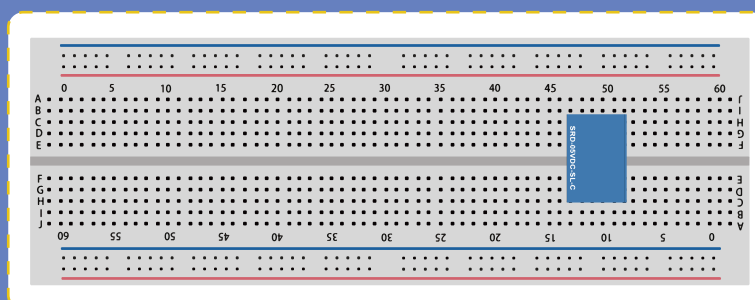 0 5 10 15 20 25 30 35 40 45 50 55 60
A J
B I
C H
D G
E F
SRD-05VDC-SL-C
F E
G D
H C
I B
J A
60 55 50 45 40 35 30 25 20 15 10 5 0